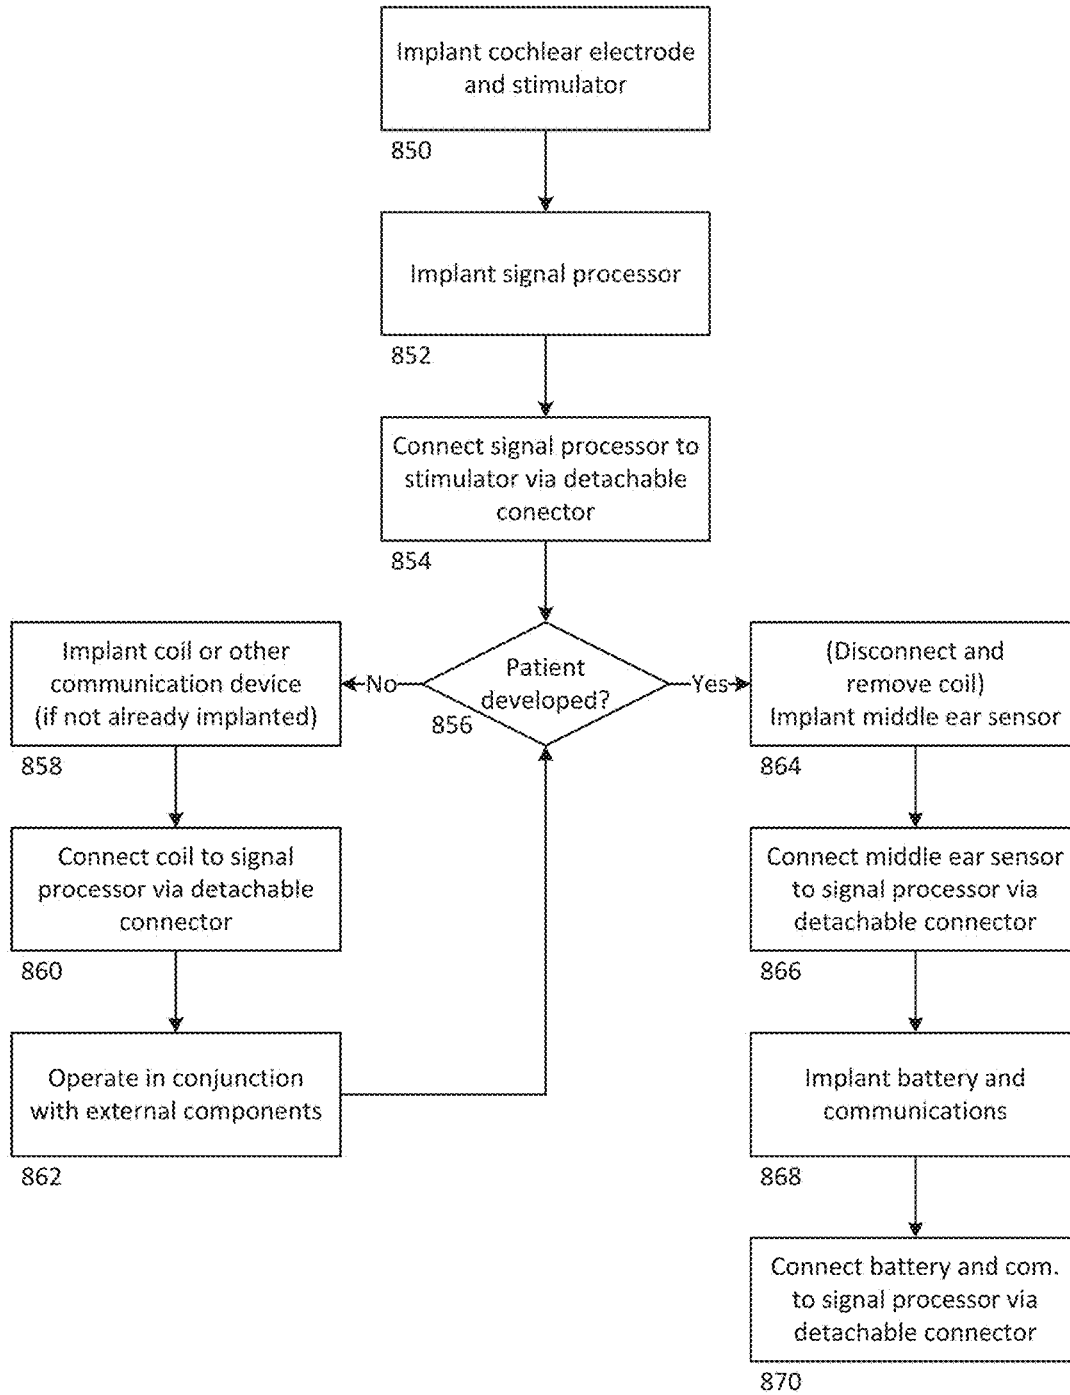 Implant cochlear electrode
and stimulator
850
Implant signal processor
852
Connect signal processor to
stimulator via detachable
conector
854
Patient
developed?
856
No
Yes
Implant coil or other
communication device
(if not already implanted)
858
Connect coil to signal
processor via detachable
connector
860
Operate in conjunction
with external components
862
(Disconnect and
remove coil)
Implant middle ear sensor
864
Connect middle ear sensor
to signal processor via
detachable connector
866
Implant battery and
communications
868
Connect battery and com.
to signal processor via
detachable connector
870